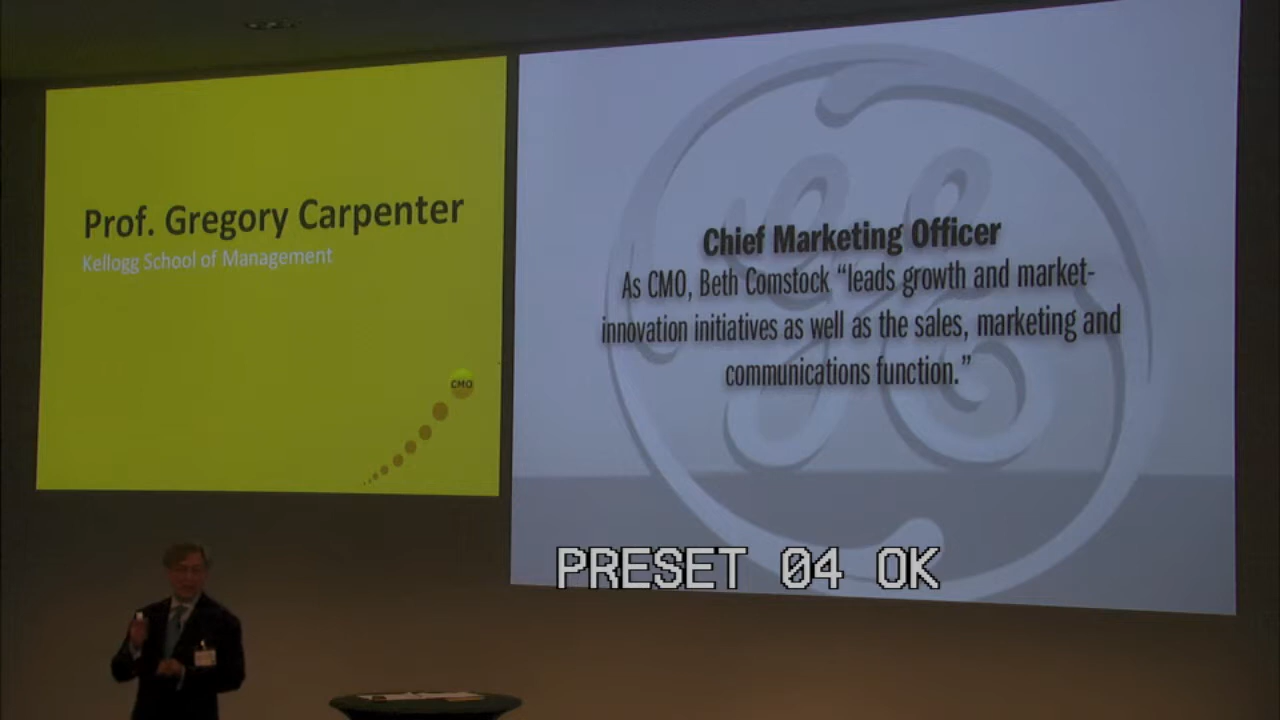 Prof. Gregory Carpenter
Kellogg School of Management
CMO
Chief Marketing Officer
As CMO, Beth Comstock “leads growth and market-
innovation initiatives as well as the sales, marketing and
communications function.”
PRESET 04 OK